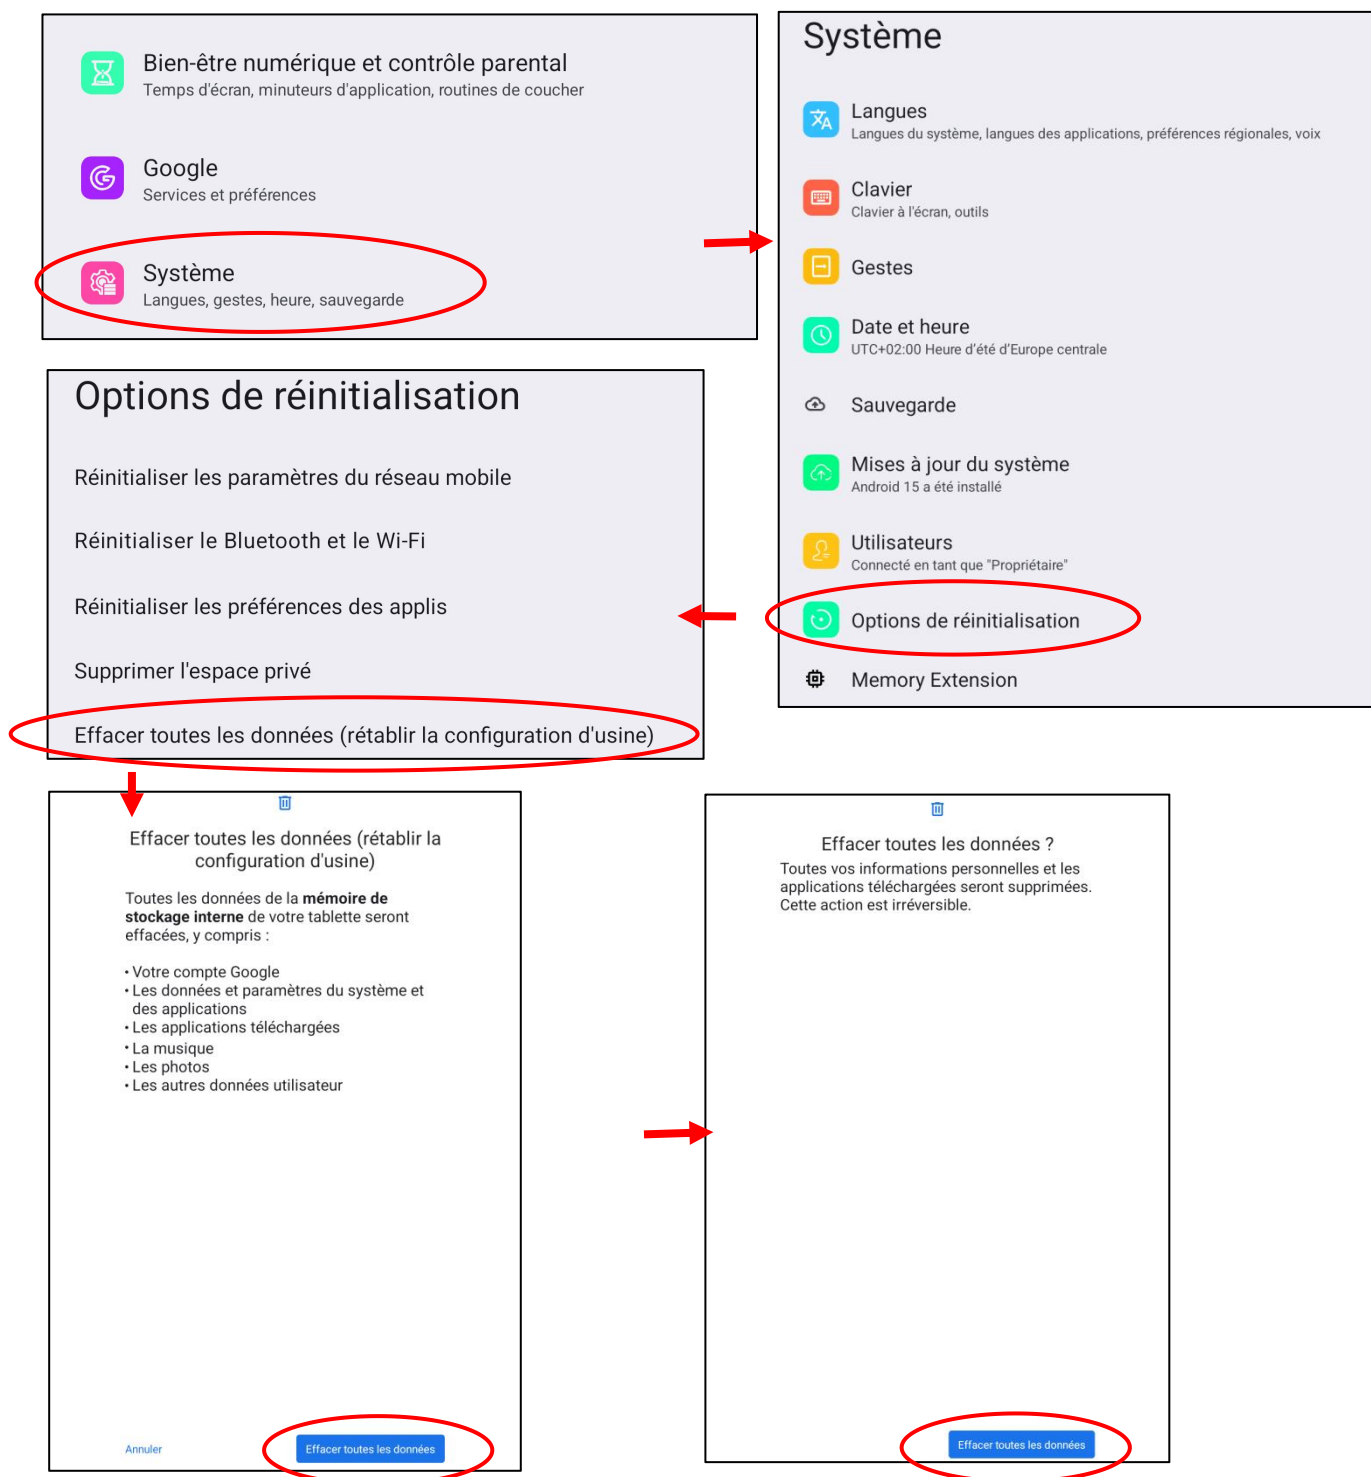 Bien-être numérique et contrôle parental
Temps d'écran, minuteurs d'application, routines de coucher
Google
Services et préférences
Système
Langues, gestes, heure, sauvegarde
Système
Langues
Langues du système, langues des applications, préférences régionales, voix
Clavier
Clavier à l'écran, outils
Gestes
Date et heure
UTC+02:00 Heure d’été d’Europe centrale
Sauvegarde
Mises à jour du système
Android 15 a été installé
Utilisateurs
Connecté en tant que "Propriétaire"
Options de réinitialisation
Memory Extension
Options de réinitialisation
Réinitialiser les paramètres du réseau mobile
Réinitialiser le Bluetooth et le Wi-Fi
Réinitialiser les préférences des applis
Supprimer l'espace privé
Effacer toutes les données (rétablir la configuration d'usine)
Effacer toutes les données (rétablir la
configuration d'usine)
Toutes les données de la mémoire de
stockage interne de votre tablette seront
effacées, y compris :
• Votre compte Google
• Les données et paramètres du système et
des applications
• Les applications téléchargées
• La musique
• Les photos
• Les autres données utilisateur
Annuler
Effacer toutes les données
Effacer toutes les données ?
Toutes vos informations personnelles et les
applications téléchargées seront supprimées.
Cette action est irréversible.
Effacer toutes les données